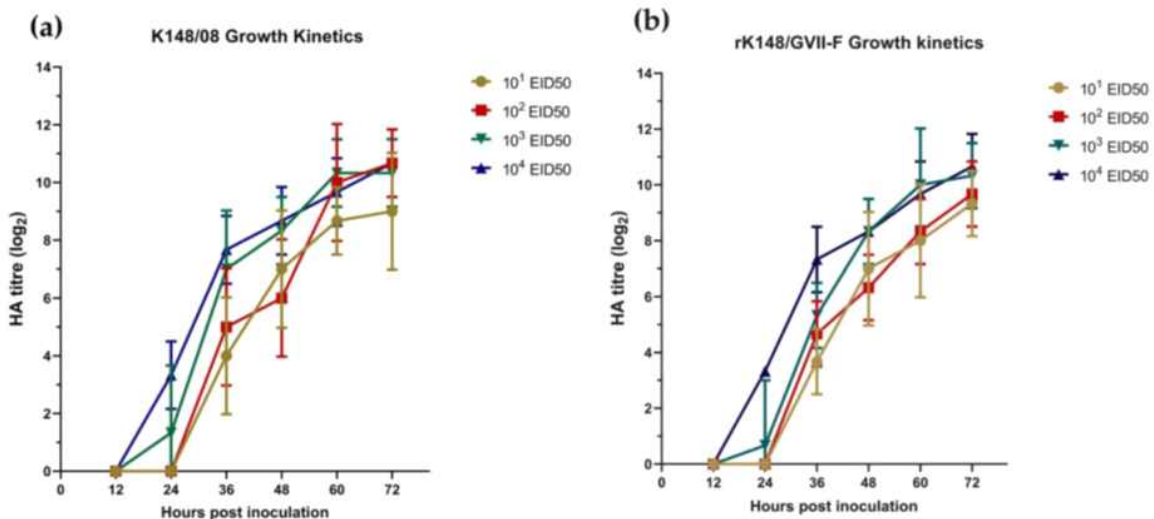 (a)
K148/08 Growth Kinetics
14
12
10
8
6
4
2
0
HA titre (log₂)
0 12 24 36 48 60 72
Hours post inoculation
10¹ EID50
10² EID50
10³ EID50
10⁴ EID50
(b)
rK148/GVII-F Growth kinetics
14
12
10
8
6
4
2
0
HA titre (log₂)
0 12 24 36 48 60 72
Hours post inoculation
10¹ EID50
10² EID50
10³ EID50
10⁴ EID50